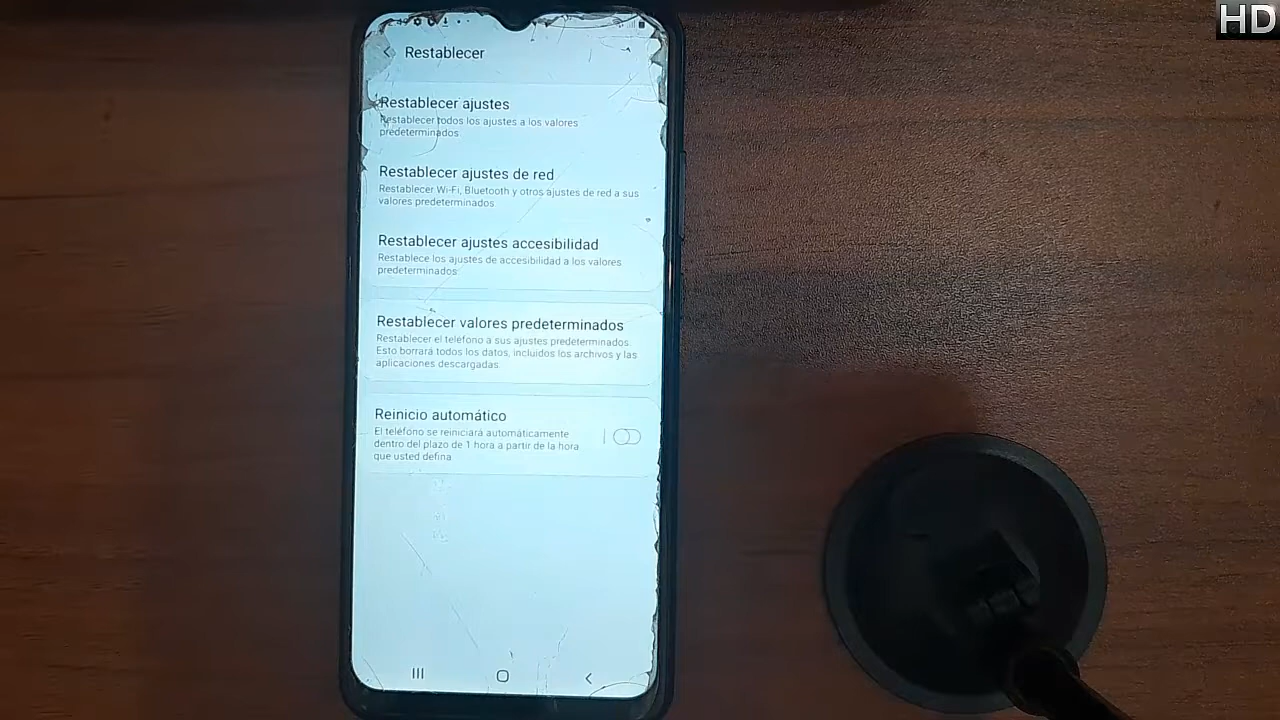 HD
Restablecer
Restablecer ajustes
Restablecer todos los ajustes a los valores
predeterminados
Restablecer ajustes de red
Restablecer Wi-Fi, Bluetooth y otros ajustes de red a sus
valores predeterminados
Restablecer ajustes accesibilidad
Restablece los ajustes de accesibilidad a los valores
predeterminados
Restablecer valores predeterminados
Restablecer el teléfono a sus ajustes predeterminados.
Esto borrará todos los datos, incluidos los archivos y las
aplicaciones descargadas.
Reinicio automático
El teléfono se reiniciará automáticamente
dentro del plazo de 1 hora a partir de la hora
que usted defina